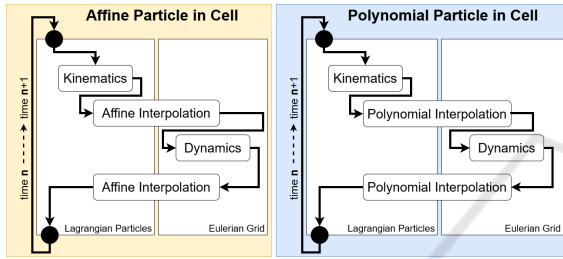 Affine Particle in Cell
Kinematics
Affine Interpolation
Dynamics
Affine Interpolation
Lagrangian Particles
Eulerian Grid
time n -----> time n+1
Polynomial Particle in Cell
Kinematics
Polynomial Interpolation
Dynamics
Polynomial Interpolation
Lagrangian Particles
Eulerian Grid
time n -----> time n+1